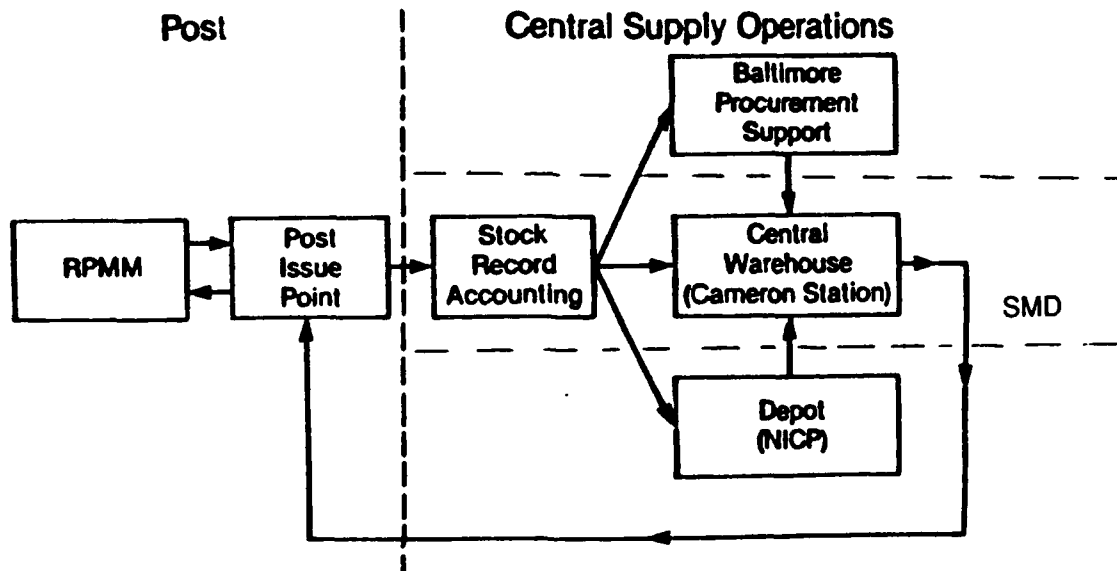 Post
Central Supply Operations
Baltimore
Procurement
Support
RPMM
Post
Issue
Point
Stock
Record
Accounting
Central
Warehouse
(Cameron Station)
SMD
Depot
(NICP)